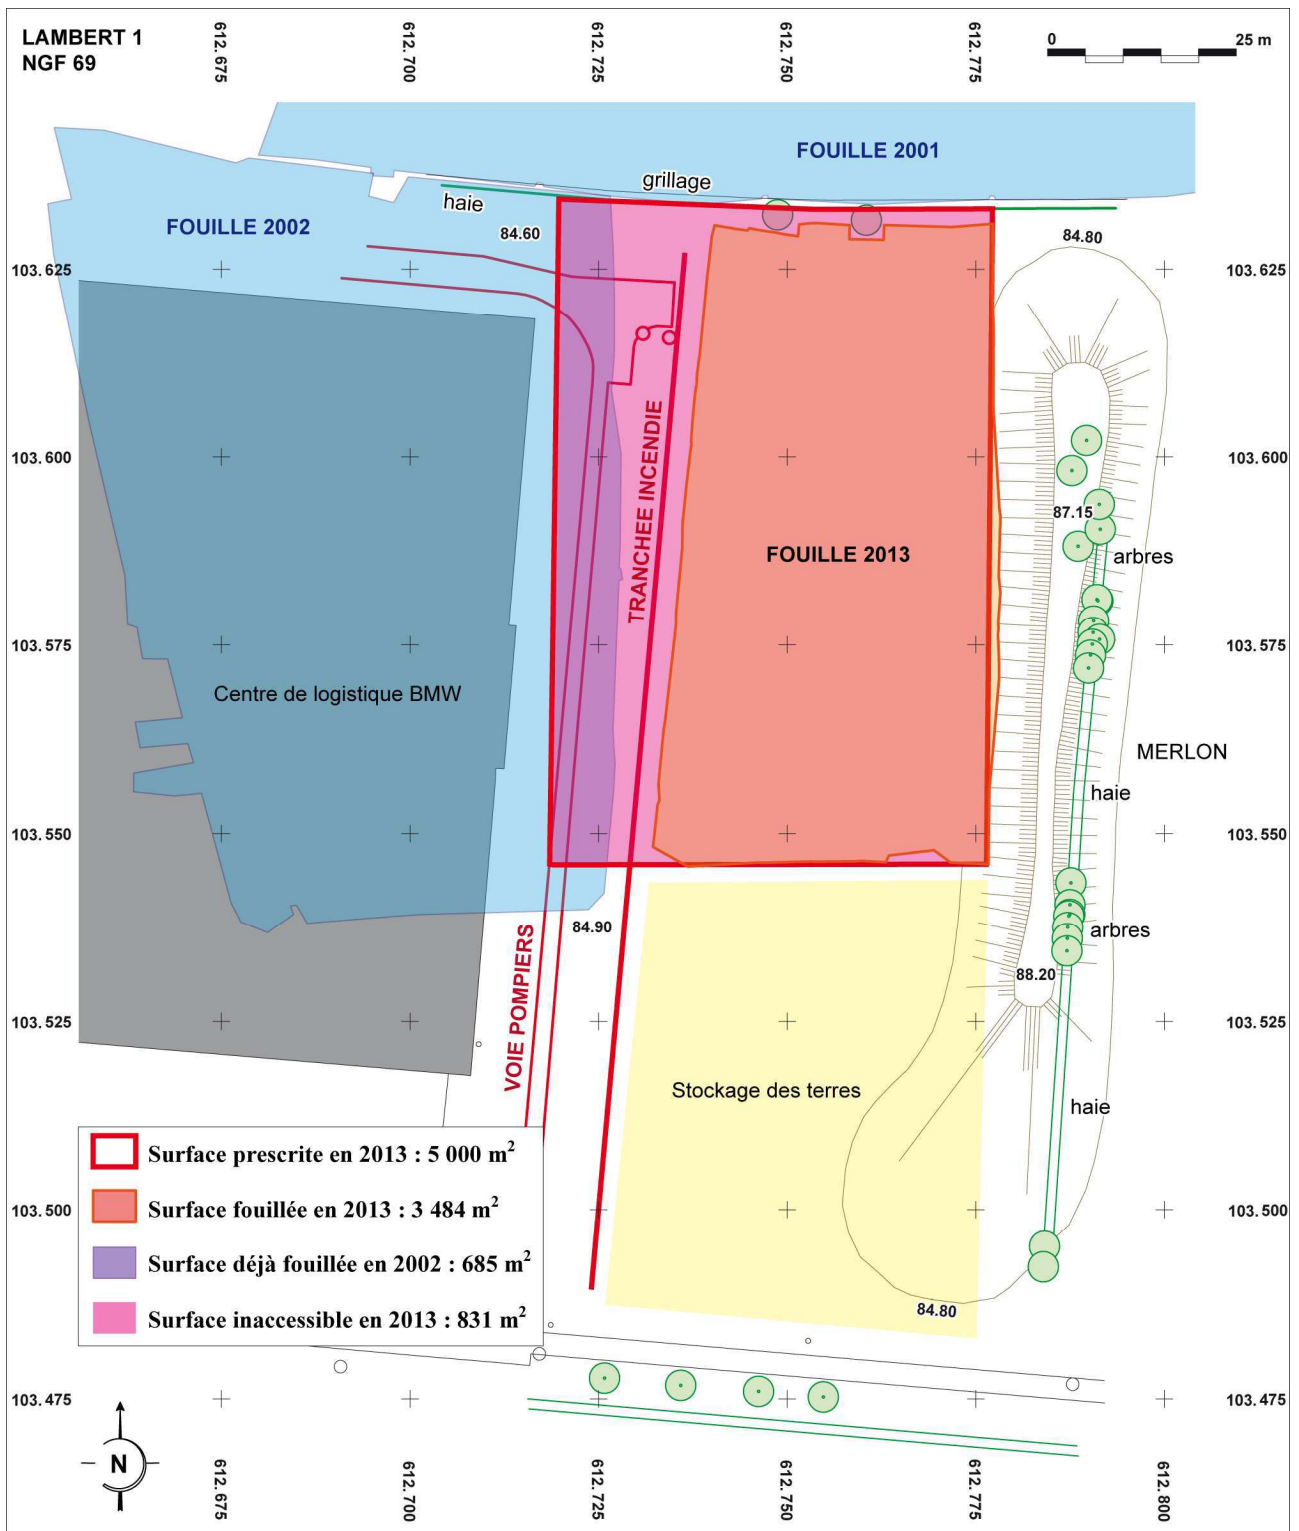 LAMBERT 1
NGF 69
612.675
612.700
612.725
612.750
612.775
0 25 m
FOUILLE 2001
grillage
haie
FOUILLE 2002
84.60
84.80
103.625
103.625
103.600
103.600
87.15
arbres
TRANCHEE INCENDIE
FOUILLE 2013
103.575
103.575
Centre de logistique BMW
MERLON
haie
103.550
103.550
84.90
arbres
88.20
VOIE POMPIERS
103.525
103.525
Stockage des terres
haie
Surface prescrite en 2013 : 5 000 m²
Surface fouillée en 2013 : 3 484 m²
Surface déjà fouillée en 2002 : 685 m²
Surface inaccessible en 2013 : 831 m²
103.500
103.500
84.80
103.475
103.475
N
612.675
612.700
612.725
612.750
612.775
612.800